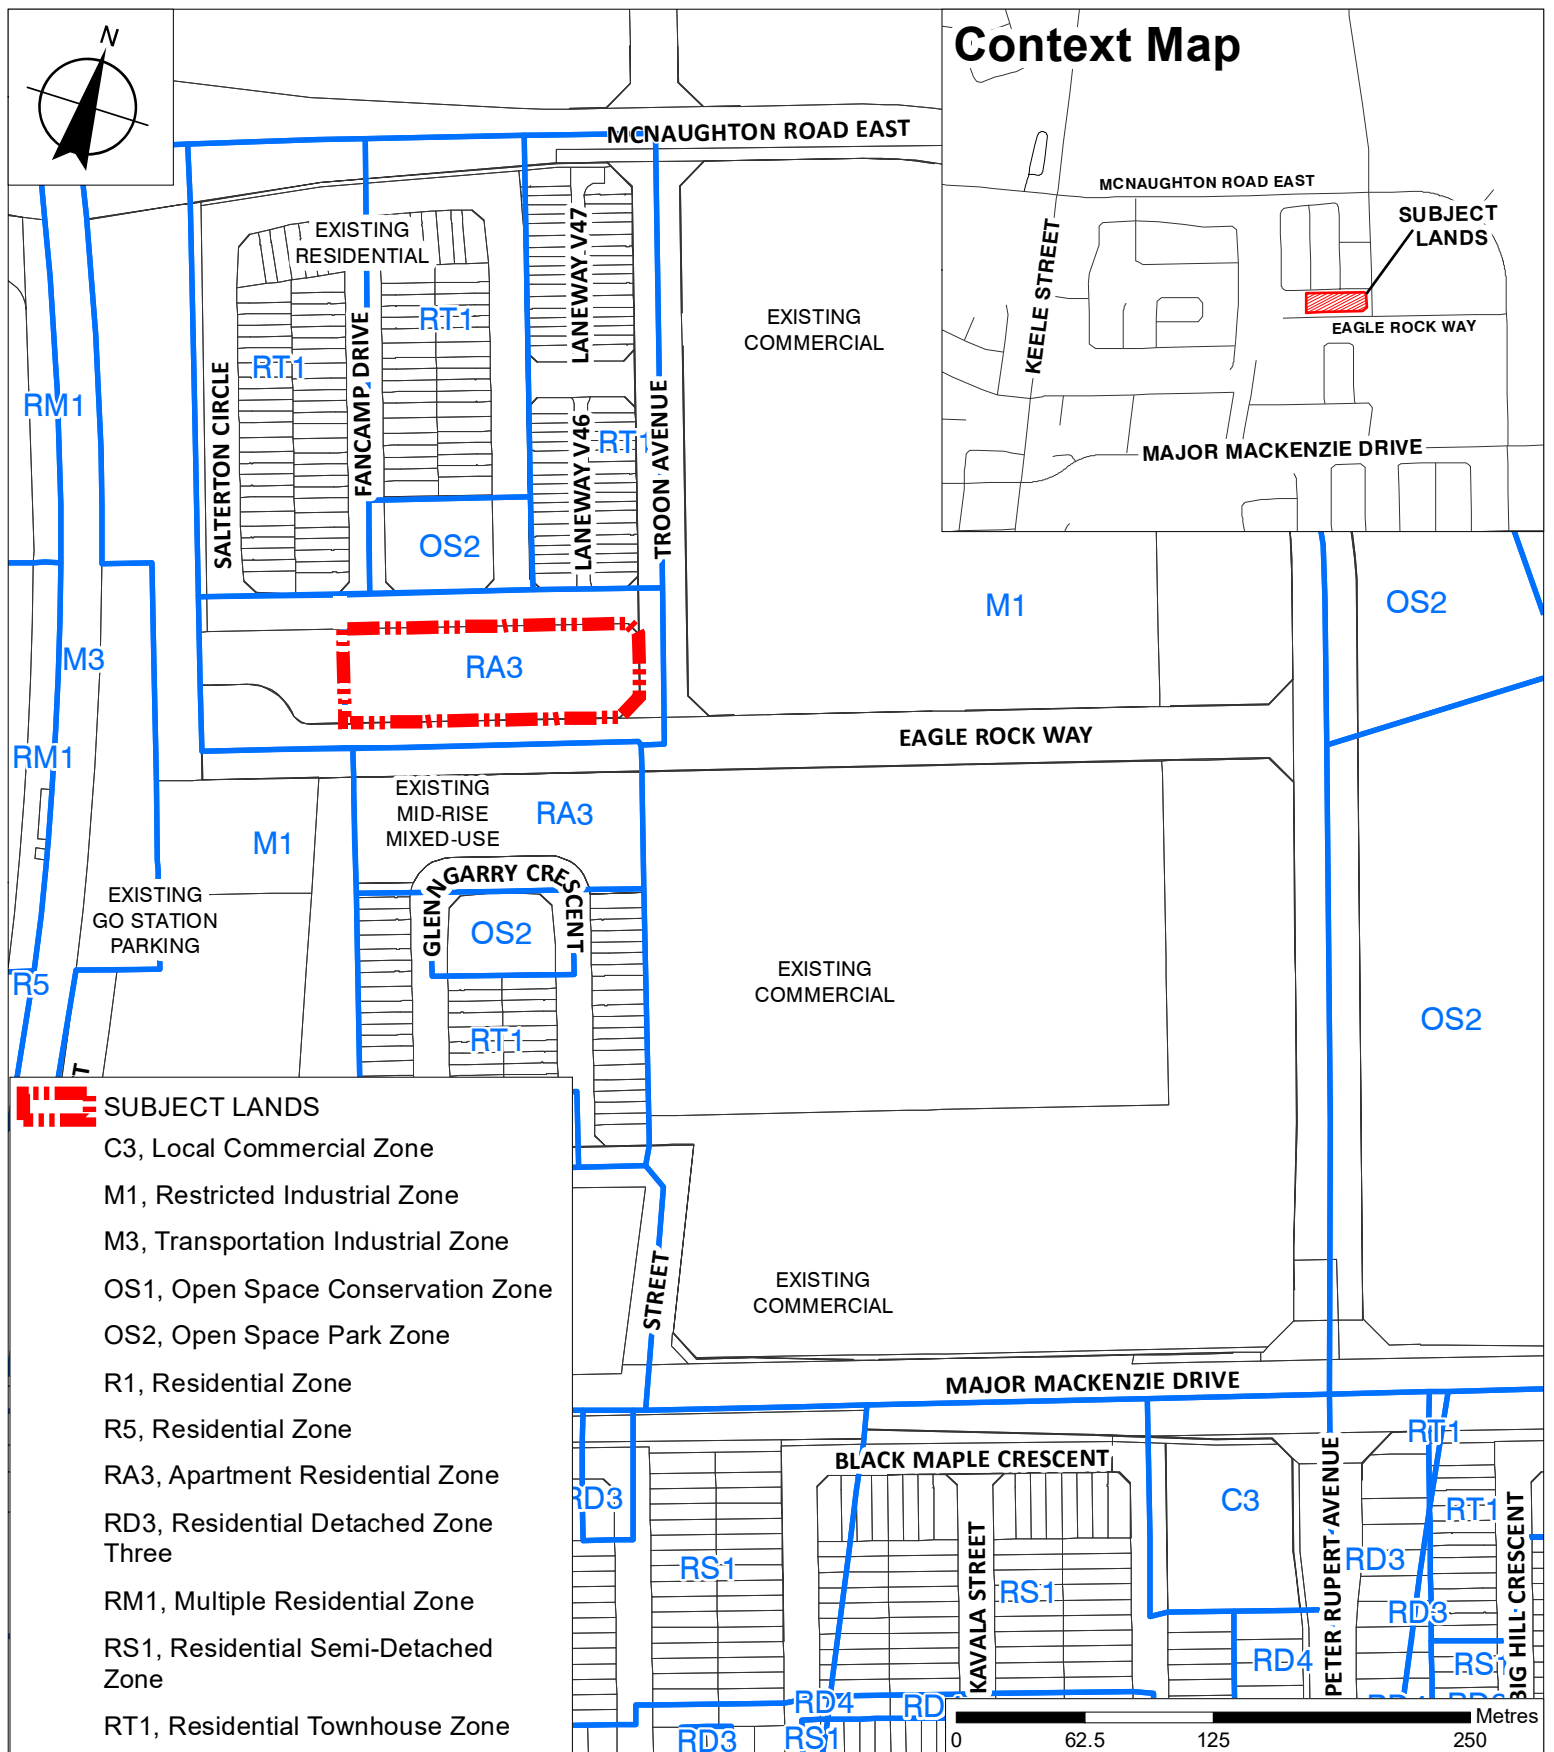 N
Context Map
MCNAUGHTON ROAD EAST
KEELE STREET
SUBJECT
LANDS
EAGLE ROCK WAY
MAJOR MACKENZIE DRIVE
MCNAUGHTON ROAD EAST
EXISTING
RESIDENTIAL
LANEWAY V47
RT1
RT1
EXISTING
COMMERCIAL
SALTERTON CIRCLE
FANCAMP DRIVE
RM1
LANEWAY V46
RT1
TROON AVENUE
OS2
M1
OS2
M3
RA3
EAGLE ROCK WAY
RM1
EXISTING
MID-RISE
MIXED-USE
RA3
M1
GLENN GARRY CRESCENT
EXISTING
GO STATION
PARKING
OS2
EXISTING
COMMERCIAL
R5
OS2
RT1
T
SUBJECT LANDS
C3, Local Commercial Zone
M1, Restricted Industrial Zone
M3, Transportation Industrial Zone
OS1, Open Space Conservation Zone
OS2, Open Space Park Zone
R1, Residential Zone
R5, Residential Zone
RA3, Apartment Residential Zone
RD3, Residential Detached Zone
Three
RM1, Multiple Residential Zone
RS1, Residential Semi-Detached
Zone
RT1, Residential Townhouse Zone
STREET
EXISTING
COMMERCIAL
MAJOR MACKENZIE DRIVE
BLACK MAPLE CRESCENT
RT1
RD3
C3
RT1
PETER RUPERT AVENUE
RS1
KAVALA STREET
RS1
RD3
RD3
BIG HILL CRESCENT
RD4
RS1
RD4
RD
RD3
RS1
Metres
0
62.5
125
250